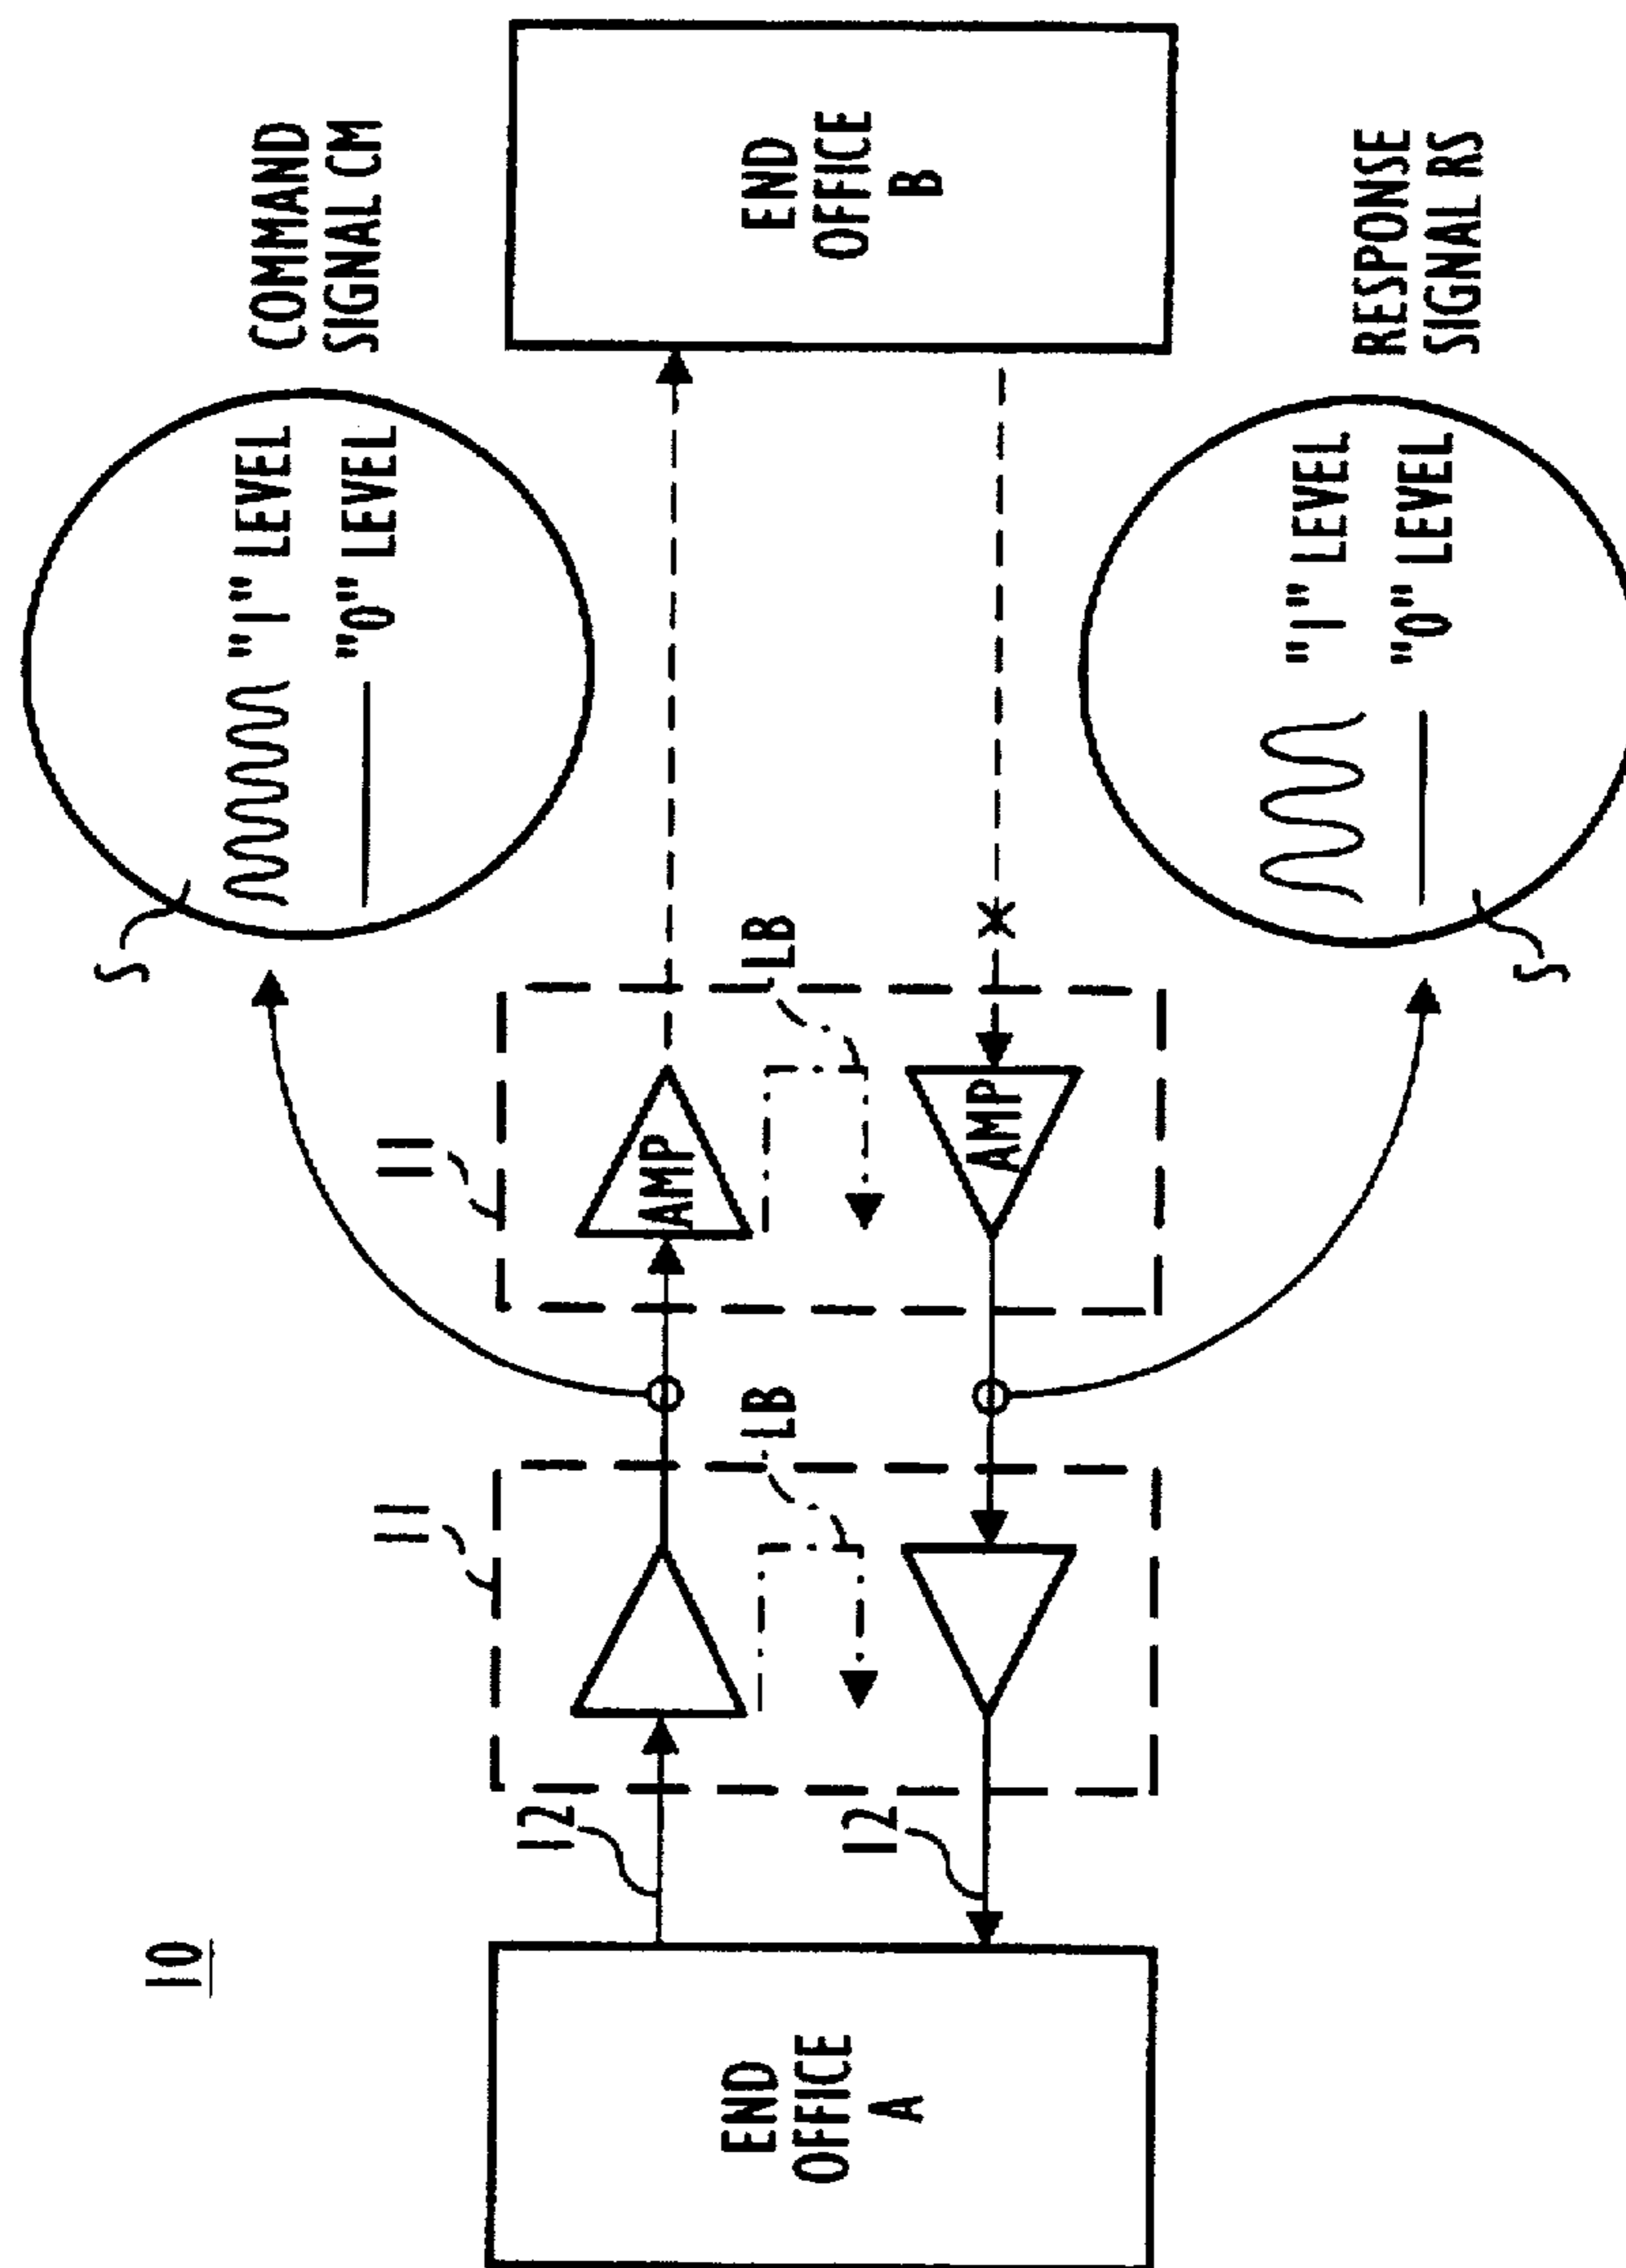 10
COMMAND
SIGNAL CM
"1" LEVEL
"0" LEVEL
S
11
11
12
12
LB
LB
AMP
AMP
END
OFFICE
A
END
OFFICE
B
S
"1" LEVEL
"0" LEVEL
RESPONSE
SIGNAL RS